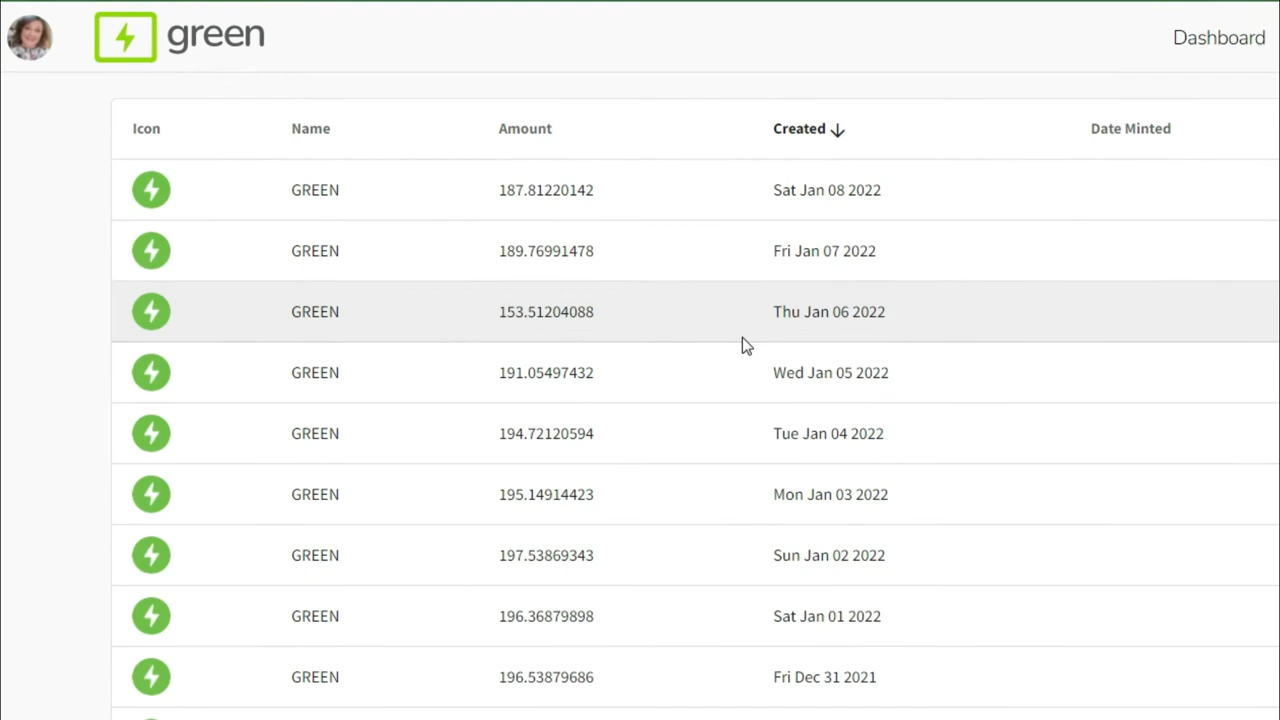 green
Dashboard
Icon Name Amount Created Date Minted
GREEN 187.81220142 Sat Jan 08 2022
GREEN 189.76991478 Fri Jan 07 2022
GREEN 153.51204088 Thu Jan 06 2022
GREEN 191.05497432 Wed Jan 05 2022
GREEN 194.72120594 Tue Jan 04 2022
GREEN 195.14914423 Mon Jan 03 2022
GREEN 197.53869343 Sun Jan 02 2022
GREEN 196.36879898 Sat Jan 01 2022
GREEN 196.53879686 Fri Dec 31 2021